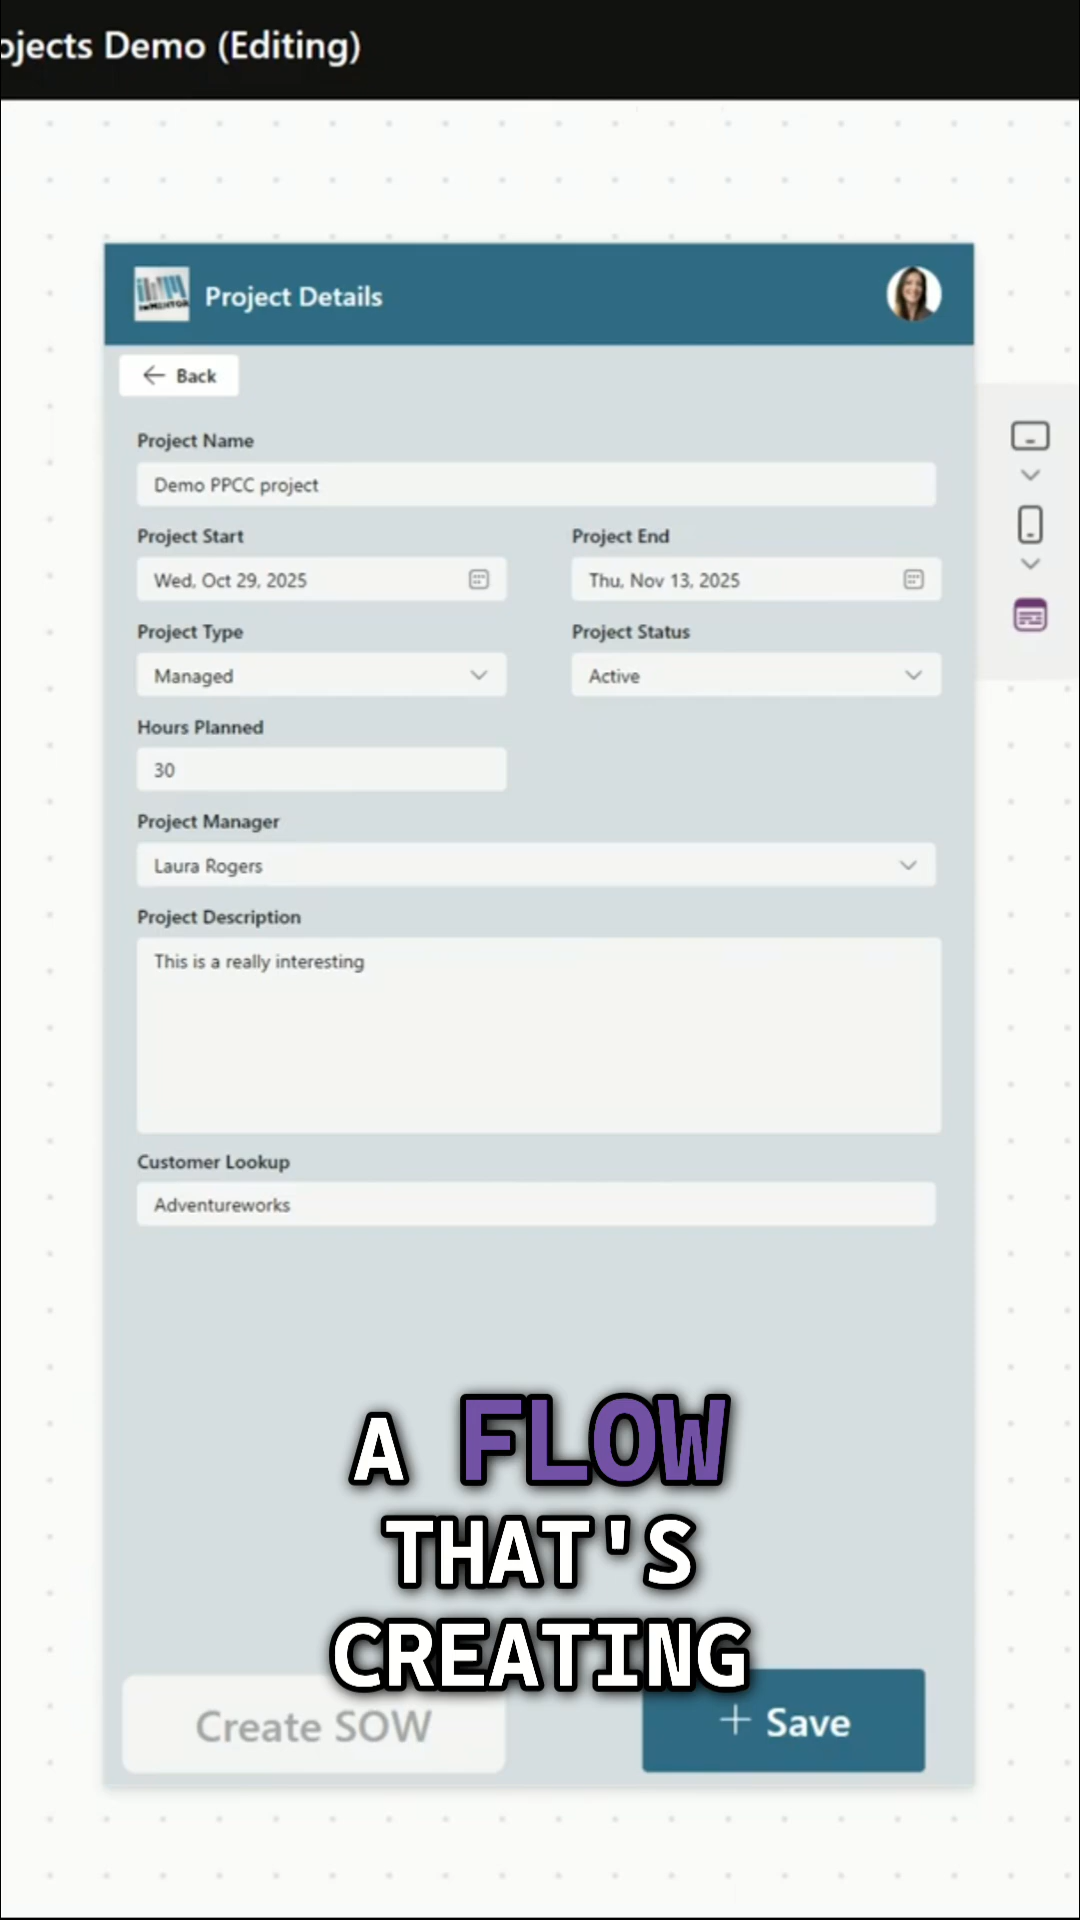 ojects Demo (Editing)
Project Details
Back
Project Name
Demo PPCC project
Project Start
Project End
Wed, Oct 29, 2025
Thu, Nov 13, 2025
Project Type
Project Status
Managed
Active
Hours Planned
30
Project Manager
Laura Rogers
Project Description
This is a really interesting
Customer Lookup
Adventureworks
A FLOW
THAT'S
CREATING
Create SOW
+ Save